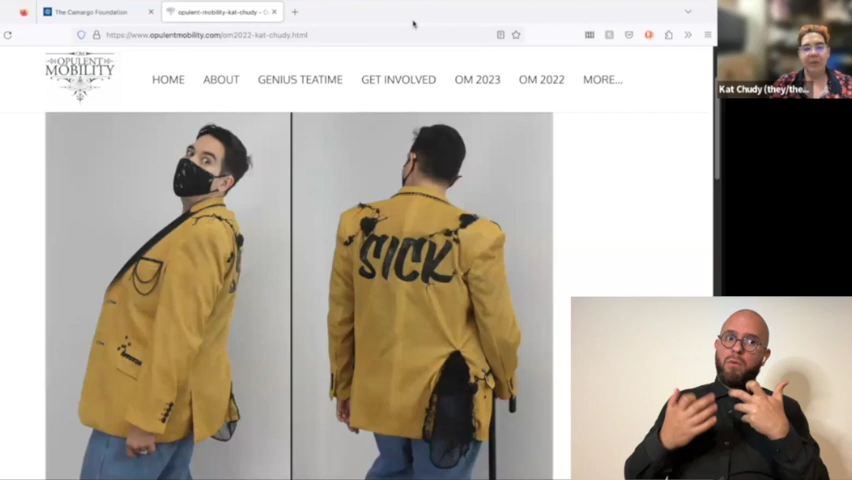 The Camargo Foundation
opulent-mobility-kat-chudy - O
https://www.opulentmobility.com/om2022-kat-chudy.html
OPULENT
MOBILITY
HOME
ABOUT
GENIUS TEATIME
GET INVOLVED
OM 2023
OM 2022
MORE...
Kat Chudy (they/the...
SICK